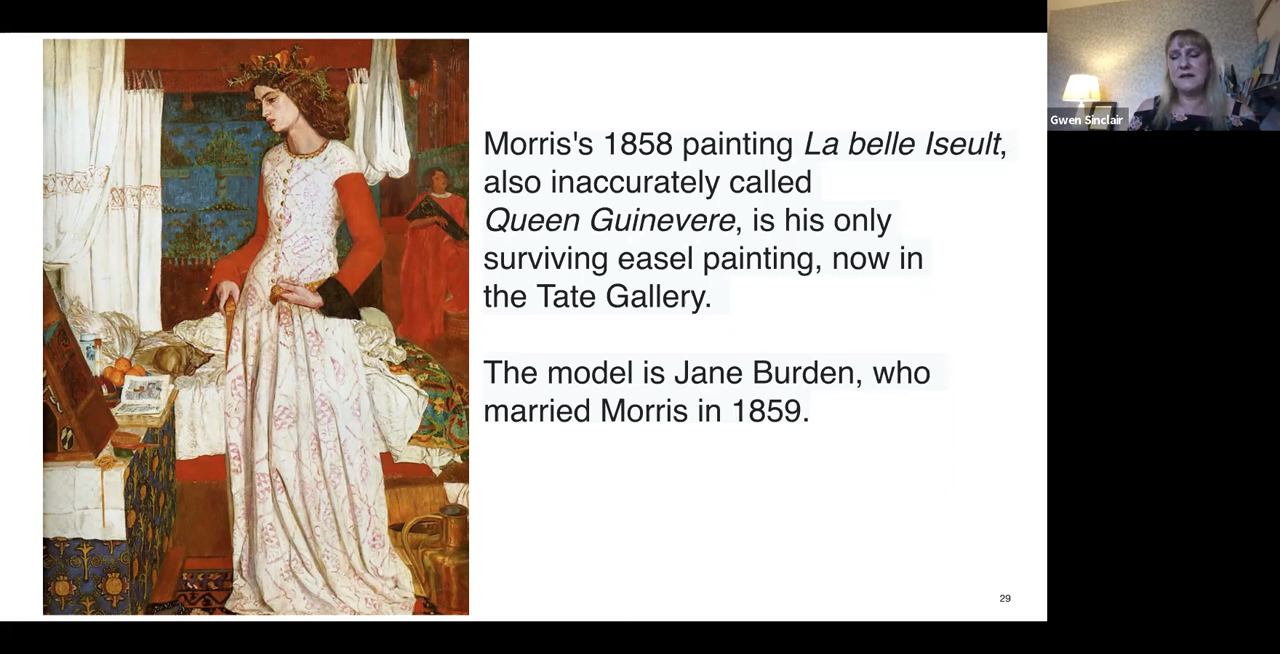 Gwen Sinclair
Morris's 1858 painting La belle Iseult,
also inaccurately called
Queen Guinevere, is his only
surviving easel painting, now in
the Tate Gallery.
The model is Jane Burden, who
married Morris in 1859.
29